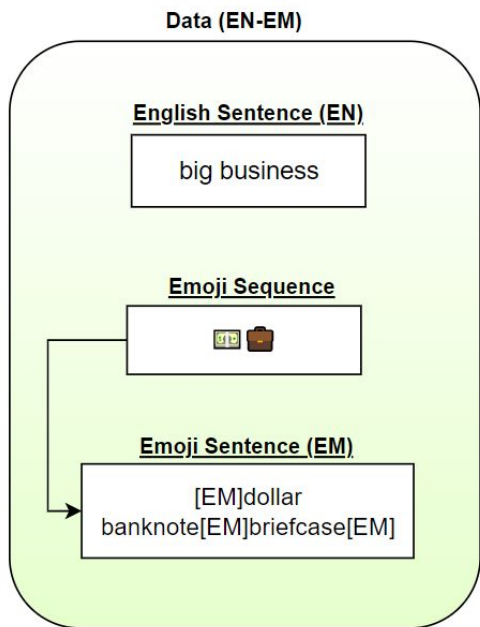 Data (EN-EM)
English Sentence (EN)
big business
Emoji Sequence
💵💼
Emoji Sentence (EM)
[EM]dollar
banknote[EM]briefcase[EM]